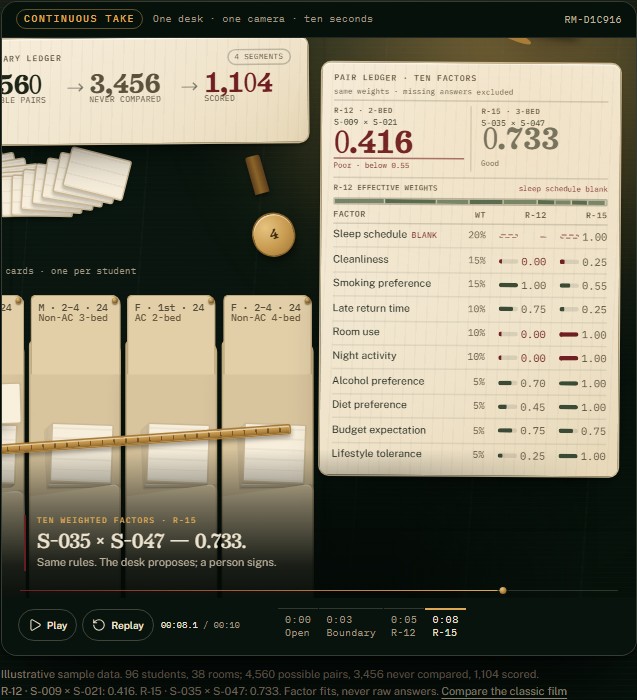 CONTINUOUS TAKE One desk · one camera · ten seconds RM-D1C916
ARY LEDGER
4 SEGMENTS
560 → 3,456 → 1,104
BLE PAIRS NEVER COMPARED SCORED
4
cards · one per student
24 M · 2-4 · 24 F · 1st · 24 F · 2-4 · 24
Non-AC 3-bed AC 2-bed Non-AC 4-bed
PAIR LEDGER · TEN FACTORS
same weights · missing answers excluded
R-12 · 2-BED R-15 · 3-BED
S-009 × S-021 S-035 × S-047
0.416 0.733
Poor · below 0.55 Good
R-12 EFFECTIVE WEIGHTS sleep schedule blank
FACTOR WT R-12 R-15
Sleep schedule BLANK 20% — 1.00
Cleanliness 15% 0.00 0.25
Smoking preference 15% 1.00 0.55
Late return time 10% 0.75 0.25
Room use 10% 0.00 1.00
Night activity 10% 0.00 1.00
Alcohol preference 5% 0.70 1.00
Diet preference 5% 0.45 1.00
Budget expectation 5% 0.75 0.75
Lifestyle tolerance 5% 0.25 1.00
TEN WEIGHTED FACTORS · R-15
S-035 × S-047 — 0.733.
Same rules. The desk proposes; a person signs.
Play Replay 00:08.1 / 00:10
0:00 0:03 0:05 0:08
Open Boundary R-12 R-15
Illustrative sample data. 96 students, 38 rooms; 4,560 possible pairs, 3,456 never compared, 1,104 scored.
R-12 · S-009 × S-021: 0.416. R-15 · S-035 × S-047: 0.733. Factor fits, never raw answers. Compare the classic film